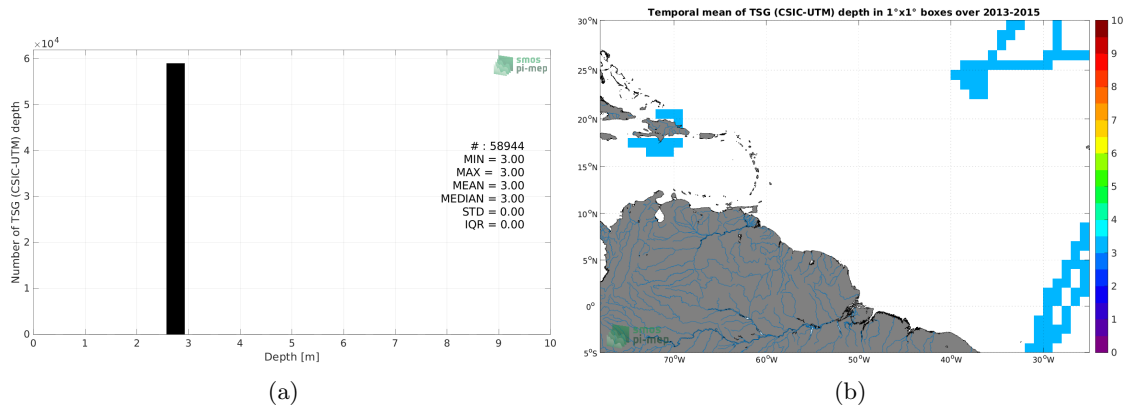 ×10⁴
6
5
4
3
2
1
0
Number of TSG (CSIC-UTM) depth
0 1 2 3 4 5 6 7 8 9 10
Depth [m]
smos
pi-mep
# : 58944
MIN = 3.00
MAX = 3.00
MEAN = 3.00
MEDIAN = 3.00
STD = 0.00
IQR = 0.00
(a)
Temporal mean of TSG (CSIC-UTM) depth in 1°x1° boxes over 2013-2015
30°N
25°N
20°N
15°N
10°N
5°N
0°
5°S
70°W 60°W 50°W 40°W 30°W
smos
pi-mep
10
9
8
7
6
5
4
3
2
1
0
(b)